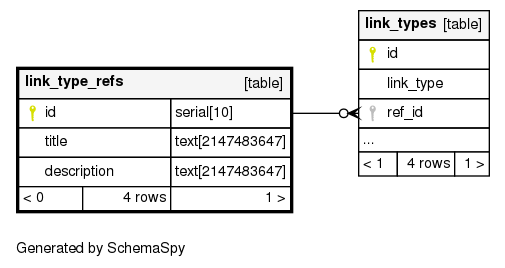 link_types [table]
id
link_type
ref_id
...
< 1 4 rows 1 >
link_type_refs [table]
id serial[10]
title text[2147483647]
description text[2147483647]
< 0 4 rows 1 >
Generated by SchemaSpy